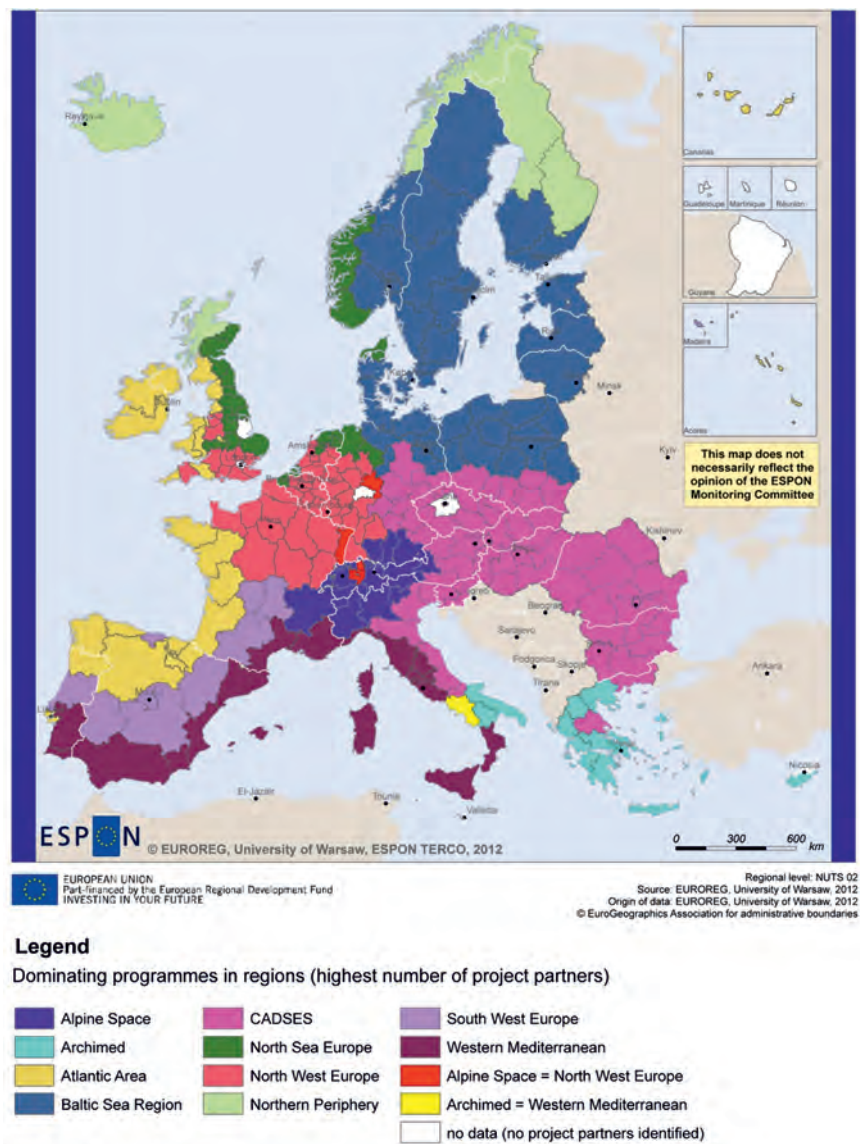 Reykjavik
Canarias
Guadeloupe
Martinique
Réunion
Guyane
Madeira
Acores
This map does not
necessarily reflect the
opinion of the ESPON
Monitoring Committee
Minsk
Kyiv
Kishinev
Dublin
Zagreb
Beograd
Sarajevo
Podgorica
Skopje
Tirana
Ankara
Nicosia
El-Jazair
Tounis
Valletta
ESPON
© EUROREG, University of Warsaw, ESPON TERCO, 2012
0 300 600
km
EUROPEAN UNION
Part-financed by the European Regional Development Fund
INVESTING IN YOUR FUTURE
Regional level: NUTS 02
Source: EUROREG, University of Warsaw, 2012
Origin of data: EUROREG, University of Warsaw, 2012
© EuroGeographics Association for administrative boundaries
Legend
Dominating programmes in regions (highest number of project partners)
Alpine Space
Archimed
Atlantic Area
Baltic Sea Region
CADSES
North Sea Europe
North West Europe
Northern Periphery
South West Europe
Western Mediterranean
Alpine Space = North West Europe
Archimed = Western Mediterranean
no data (no project partners identified)